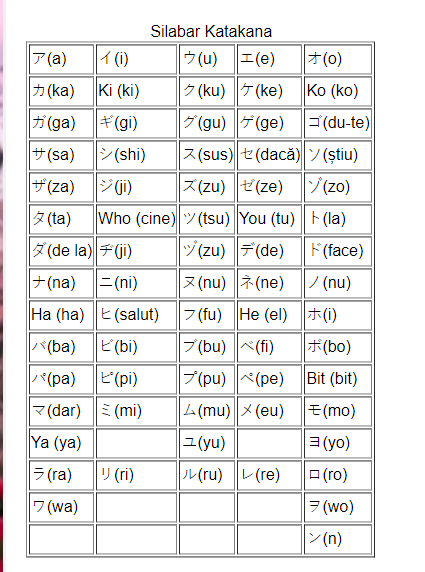 Silabar Katakana
ア(a) イ(i) ウ(u) エ(e) オ(o)
カ(ka) Ki (ki) ク(ku) ケ(ke) Ko (ko)
ガ(ga) ギ(gi) グ(gu) ゲ(ge) ゴ(du-te)
サ(sa) シ(shi) ス(sus) セ(dacă) ソ(știu)
ザ(za) ジ(ji) ズ(zu) ゼ(ze) ゾ(zo)
タ(ta) Who (cine) ツ(tsu) You (tu) ト(la)
ダ(de la) ヂ(ji) ヅ(zu) デ(de) ド(face)
ナ(na) ニ(ni) ヌ(nu) ネ(ne) ノ(nu)
Ha (ha) ヒ(salut) フ(fu) He (el) ホ(i)
バ(ba) ビ(bi) ブ(bu) ベ(fi) ボ(bo)
パ(pa) ピ(pi) プ(pu) ペ(pe) Bit (bit)
マ(dar) ミ(mi) ム(mu) メ(eu) モ(mo)
Ya (ya) ユ(yu) ヨ(yo)
ラ(ra) リ(ri) ル(ru) レ(re) ロ(ro)
ワ(wa) ヲ(wo)
ン(n)